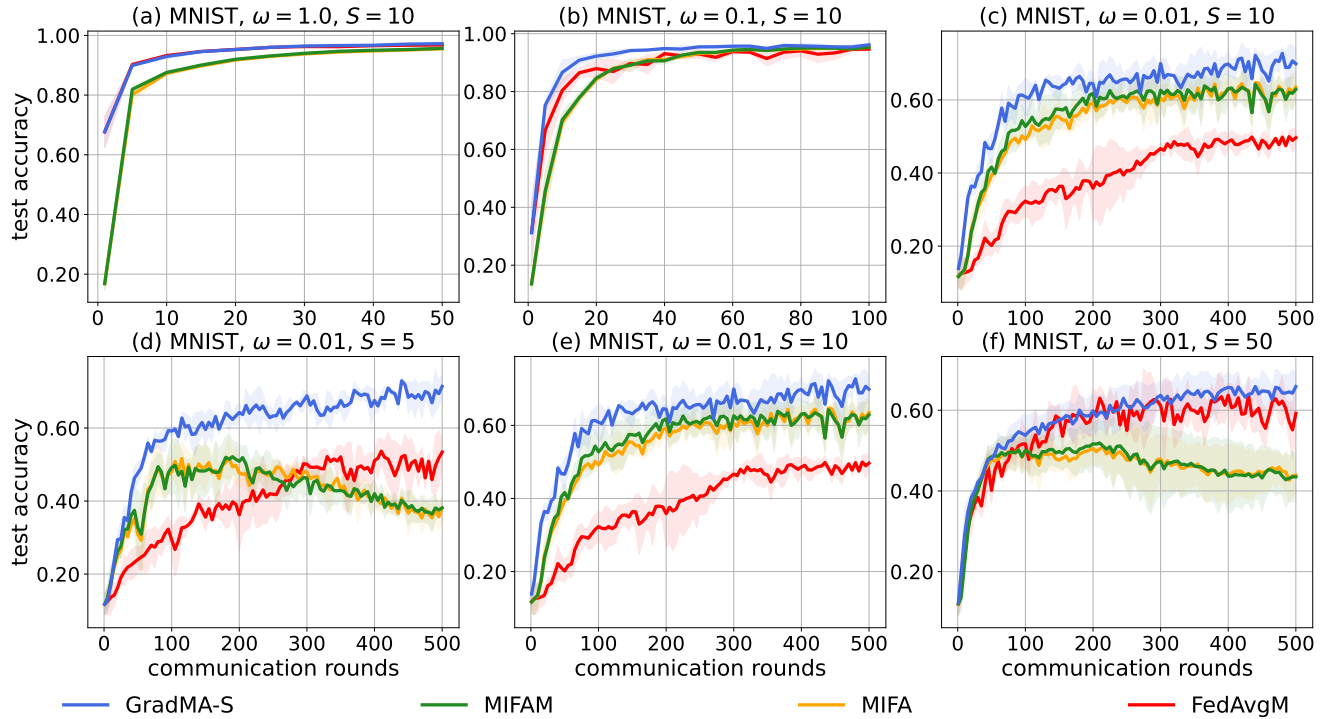 (a) MNIST, ω = 1.0, S = 10
(b) MNIST, ω = 0.1, S = 10
(c) MNIST, ω = 0.01, S = 10
test accuracy
1.00
0.80
0.60
0.40
0.20
0 10 20 30 40 50
1.00
0.80
0.60
0.40
0.20
0 20 40 60 80 100
0.60
0.40
0.20
0 100 200 300 400 500
(d) MNIST, ω = 0.01, S = 5
(e) MNIST, ω = 0.01, S = 10
(f) MNIST, ω = 0.01, S = 50
test accuracy
0.60
0.40
0.20
0 100 200 300 400 500
communication rounds
0.60
0.40
0.20
0 100 200 300 400 500
communication rounds
0.60
0.40
0.20
0 100 200 300 400 500
communication rounds
GradMA-S MIFAM MIFA FedAvgM